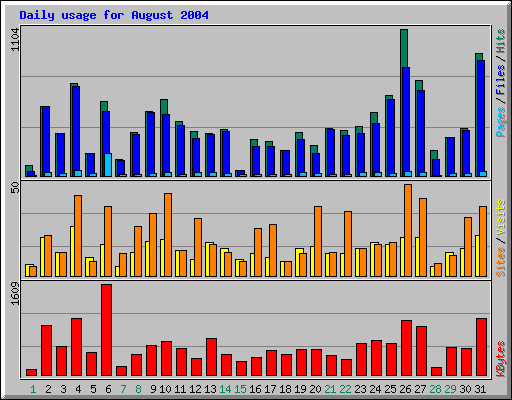 Daily usage for August 2004
1104
Pages / Files / Hits
50
Sites / Visits
1609
KBytes
1 2 3 4 5 6 7 8 9 10 11 12 13 14 15 16 17 18 19 20 21 22 23 24 25 26 27 28 29 30 31